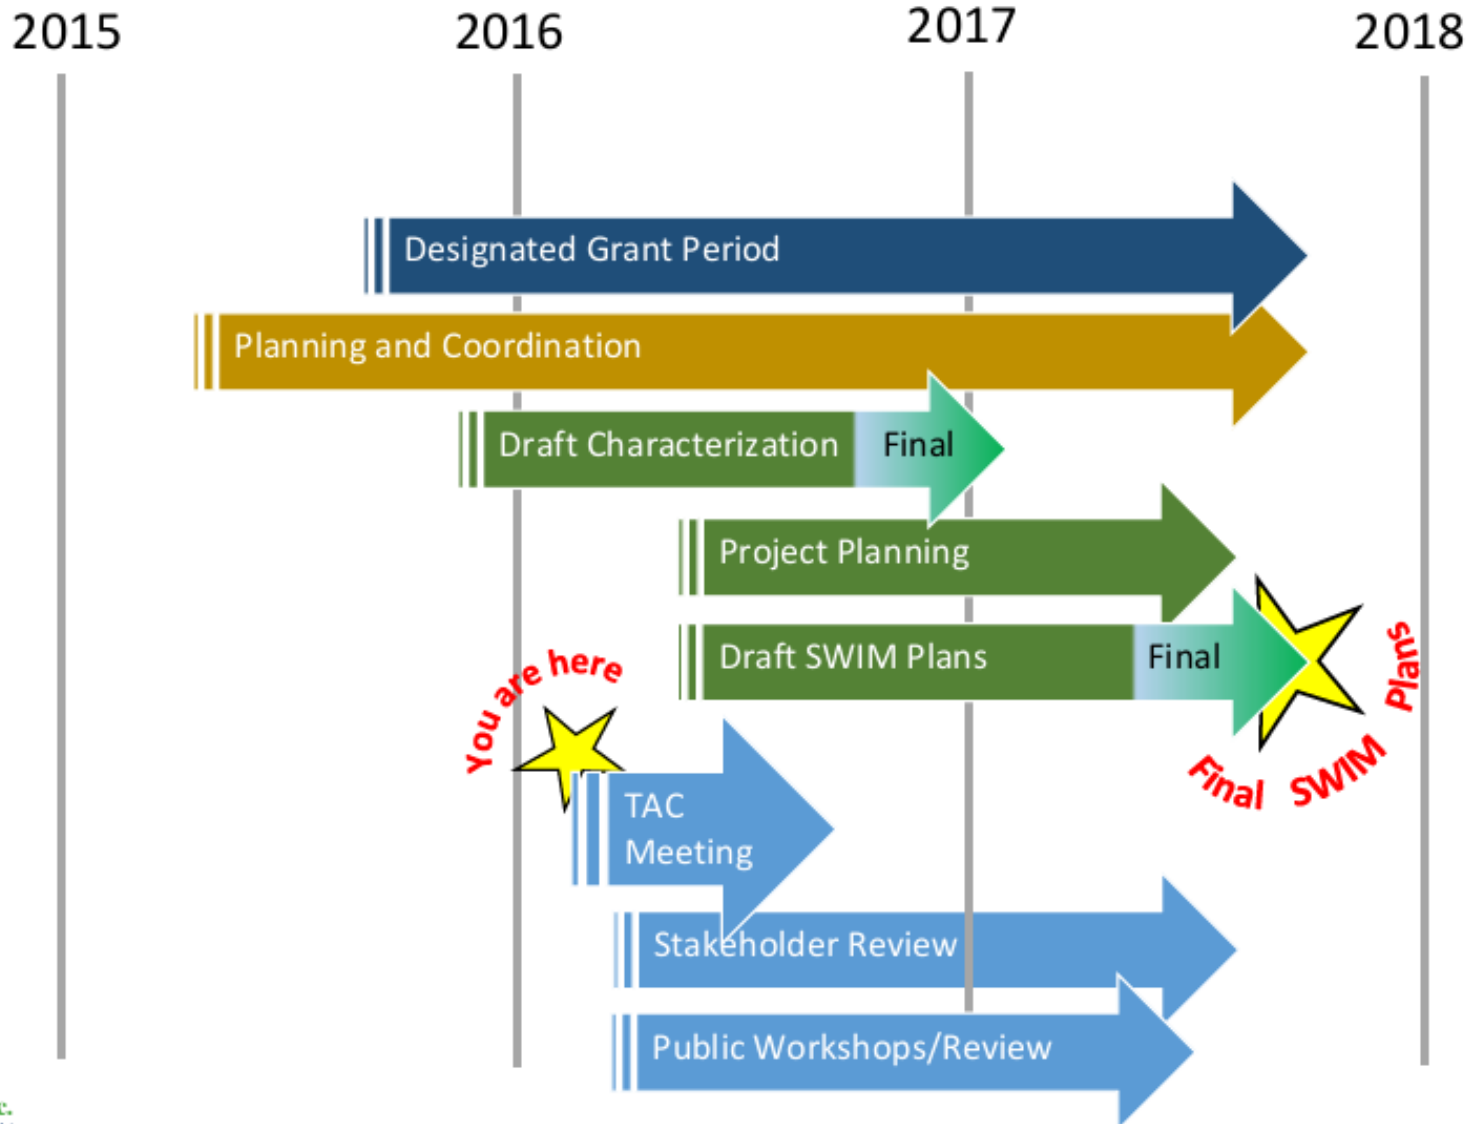 2015 2016 2017 2018
Designated Grant Period
Planning and Coordination
Draft Characterization Final
Project Planning
Draft SWIM Plans Final
You are here
Final SWIM Plans
TAC
Meeting
Stakeholder Review
Public Workshops/Review
c.